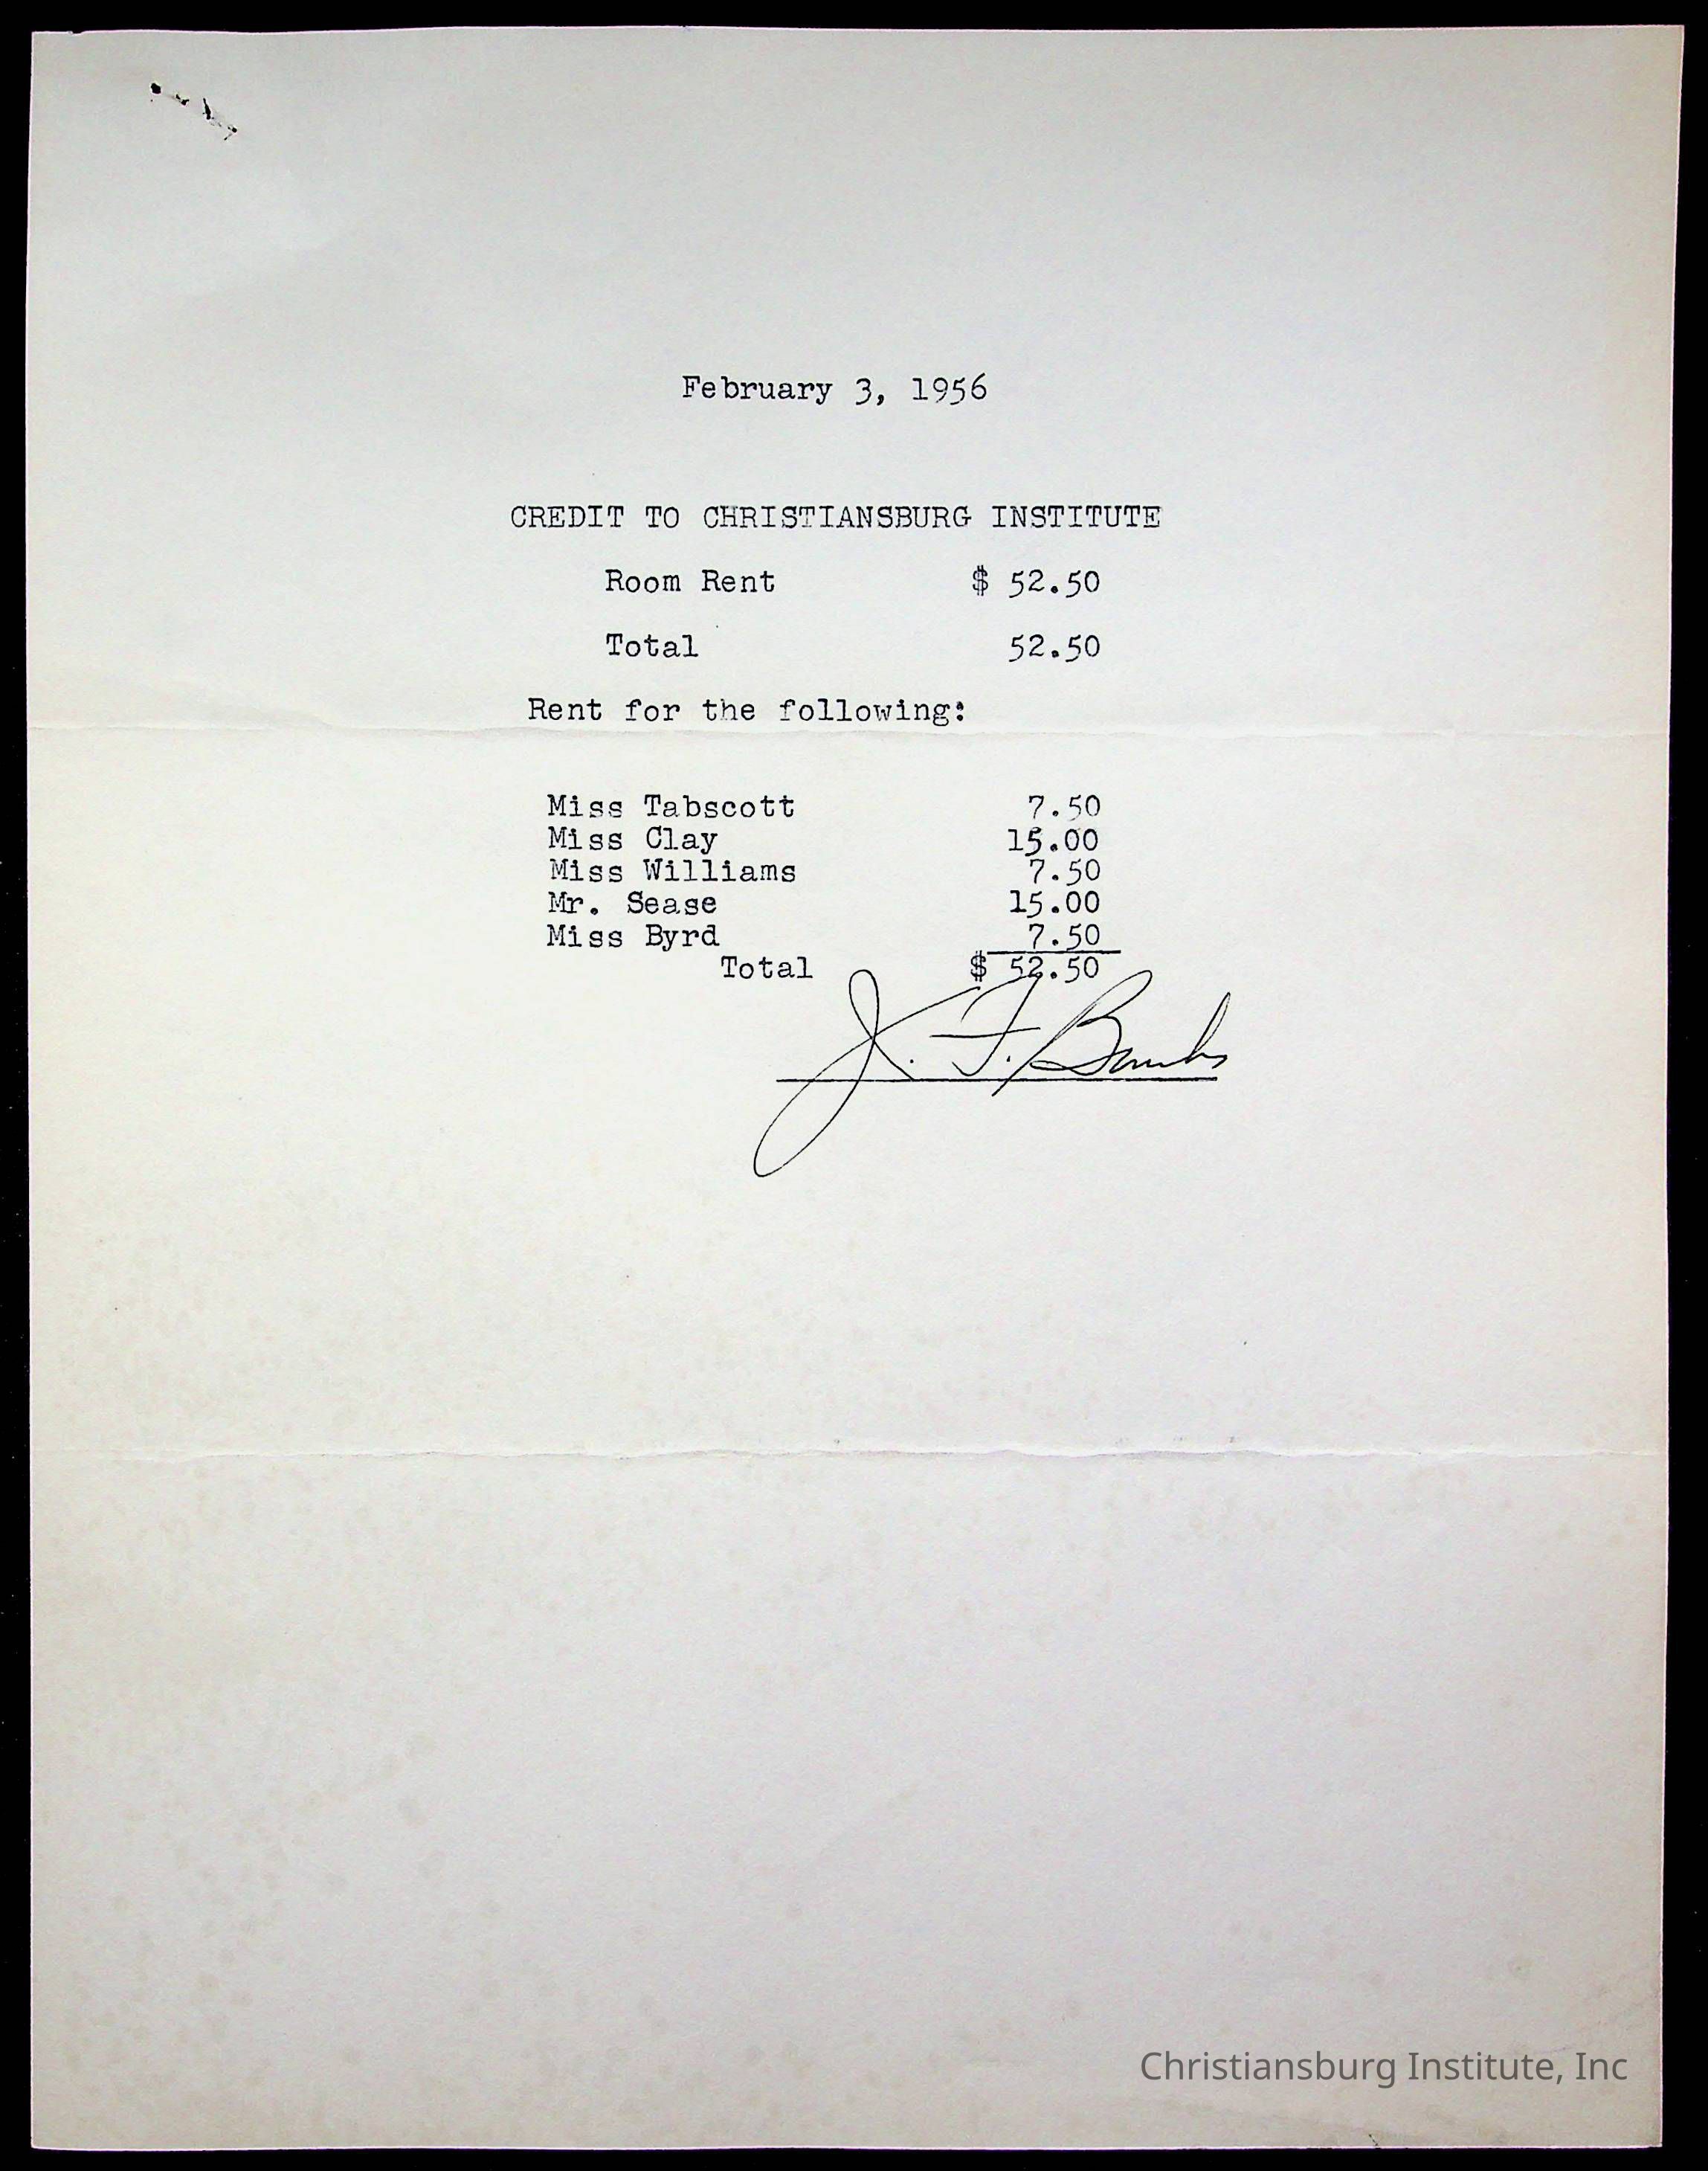 February 3, 1956
CREDIT TO CHRISTIANSBURG INSTITUTE
Room Rent $ 52.50
Total 52.50
Rent for the following:
Miss Tabscott 7.50
Miss Clay 15.00
Miss Williams 7.50
Mr. Sease 15.00
Miss Byrd 7.50
Total $ 52.50
Christiansburg Institute, Inc